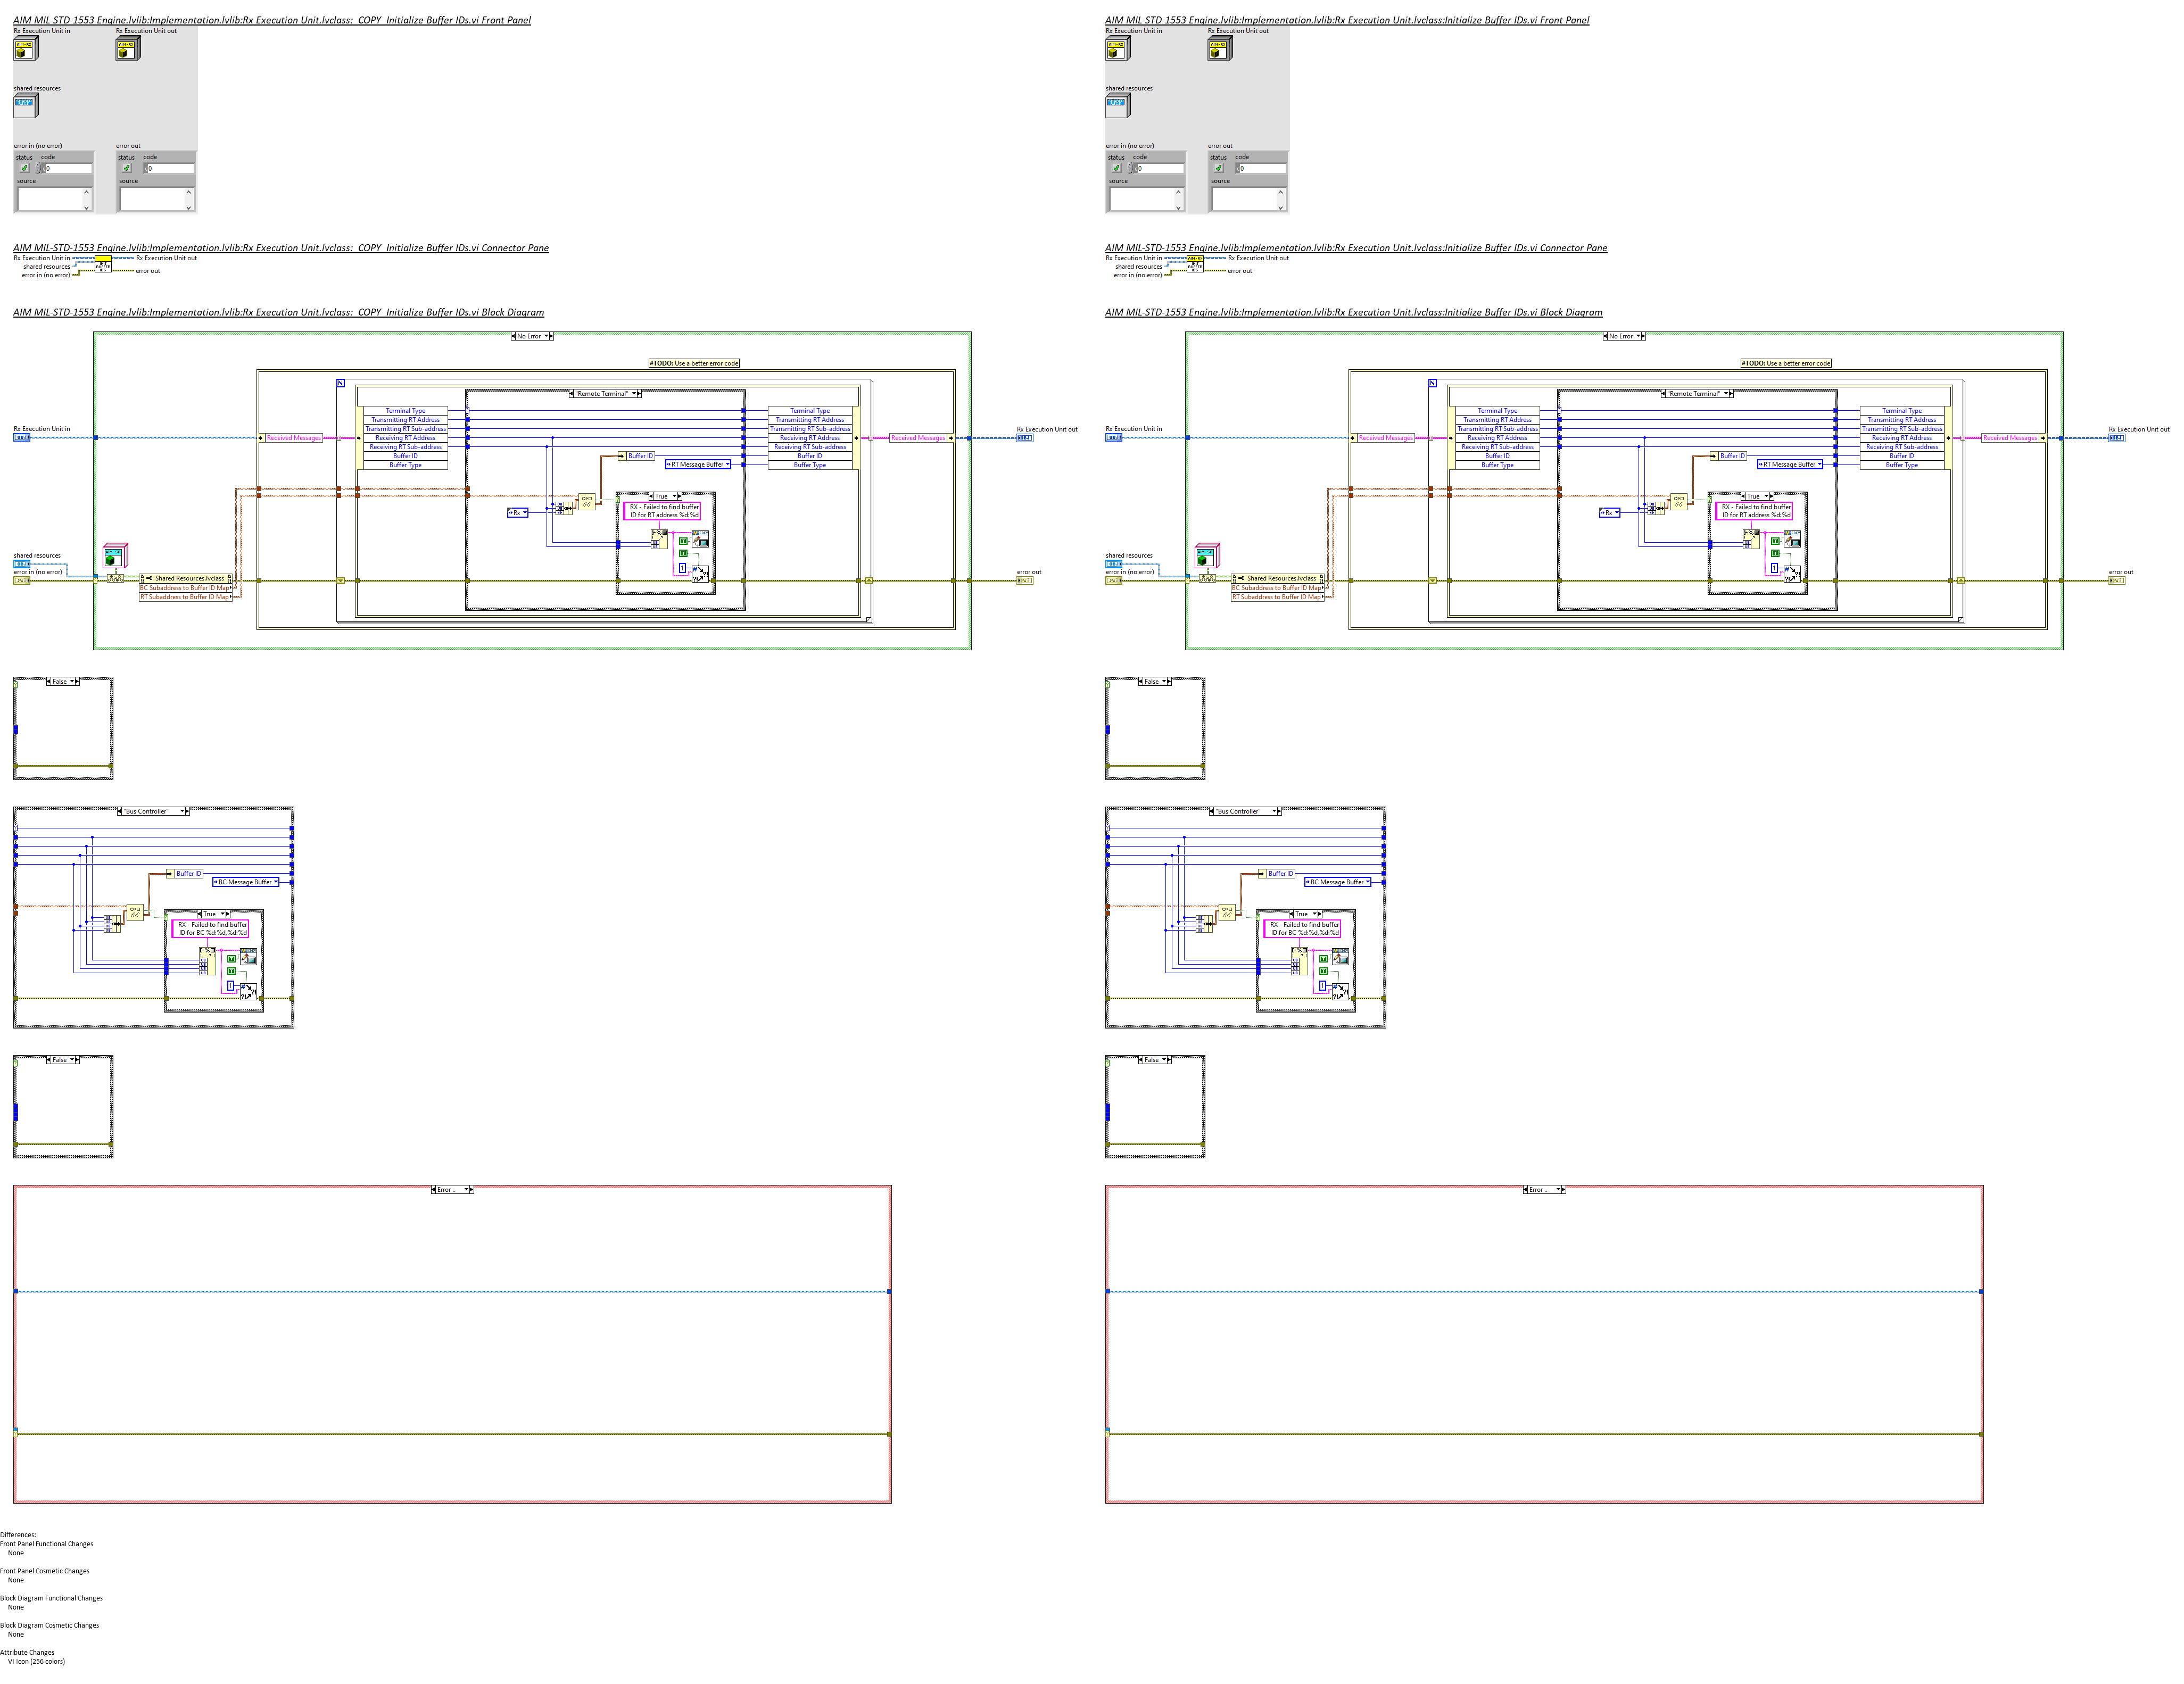 AIM MIL-STD-1553 Engine.lvlib:Implementation.lvlib:Rx Execution Unit.lvclass:_COPY_Initialize Buffer IDs.vi Front Panel
Rx Execution Unit in
Rx Execution Unit out
shared resources
error in (no error)
error out
status code
0
source
status code
0
source
AIM MIL-STD-1553 Engine.lvlib:Implementation.lvlib:Rx Execution Unit.lvclass:_COPY_Initialize Buffer IDs.vi Connector Pane
Rx Execution Unit in
Rx Execution Unit out
shared resources
error in (no error)
error out
AIM MIL-STD-1553 Engine.lvlib:Implementation.lvlib:Rx Execution Unit.lvclass:_COPY_Initialize Buffer IDs.vi Block Diagram
No Error
#TODO: Use a better error code
N
"Remote Terminal"
Terminal Type
Transmitting RT Address
Transmitting RT Sub-address
Receiving RT Address
Receiving RT Sub-address
Buffer ID
Buffer Type
Terminal Type
Transmitting RT Address
Transmitting RT Sub-address
Receiving RT Address
Receiving RT Sub-address
Buffer ID
Buffer Type
Rx Execution Unit in
Received Messages
Received Messages
Rx Execution Unit out
Buffer ID
RT Message Buffer
Rx
True
RX - Failed to find buffer
ID for RT address %d:%d
1
shared resources
error in (no error)
Shared Resources.lvclass
BC Subaddress to Buffer ID Map
RT Subaddress to Buffer ID Map
error out
False
"Bus Controller"
Buffer ID
BC Message Buffer
True
RX - Failed to find buffer
ID for BC %d:%d,%d:%d
1
False
Error
Differences:
Front Panel Functional Changes
None
Front Panel Cosmetic Changes
None
Block Diagram Functional Changes
None
Block Diagram Cosmetic Changes
None
Attribute Changes
VI Icon (256 colors)
AIM MIL-STD-1553 Engine.lvlib:Implementation.lvlib:Rx Execution Unit.lvclass:Initialize Buffer IDs.vi Front Panel
Rx Execution Unit in
Rx Execution Unit out
shared resources
error in (no error)
error out
status code
0
source
status code
0
source
AIM MIL-STD-1553 Engine.lvlib:Implementation.lvlib:Rx Execution Unit.lvclass:Initialize Buffer IDs.vi Connector Pane
Rx Execution Unit in
Rx Execution Unit out
shared resources
error in (no error)
error out
AIM MIL-STD-1553 Engine.lvlib:Implementation.lvlib:Rx Execution Unit.lvclass:Initialize Buffer IDs.vi Block Diagram
No Error
#TODO: Use a better error code
N
"Remote Terminal"
Terminal Type
Transmitting RT Address
Transmitting RT Sub-address
Receiving RT Address
Receiving RT Sub-address
Buffer ID
Buffer Type
Terminal Type
Transmitting RT Address
Transmitting RT Sub-address
Receiving RT Address
Receiving RT Sub-address
Buffer ID
Buffer Type
Rx Execution Unit in
Received Messages
Received Messages
Rx Execution Unit out
Buffer ID
RT Message Buffer
Rx
True
RX - Failed to find buffer
ID for RT address %d:%d
1
shared resources
error in (no error)
Shared Resources.lvclass
BC Subaddress to Buffer ID Map
RT Subaddress to Buffer ID Map
error out
False
"Bus Controller"
Buffer ID
BC Message Buffer
True
RX - Failed to find buffer
ID for BC %d:%d,%d:%d
1
False
Error